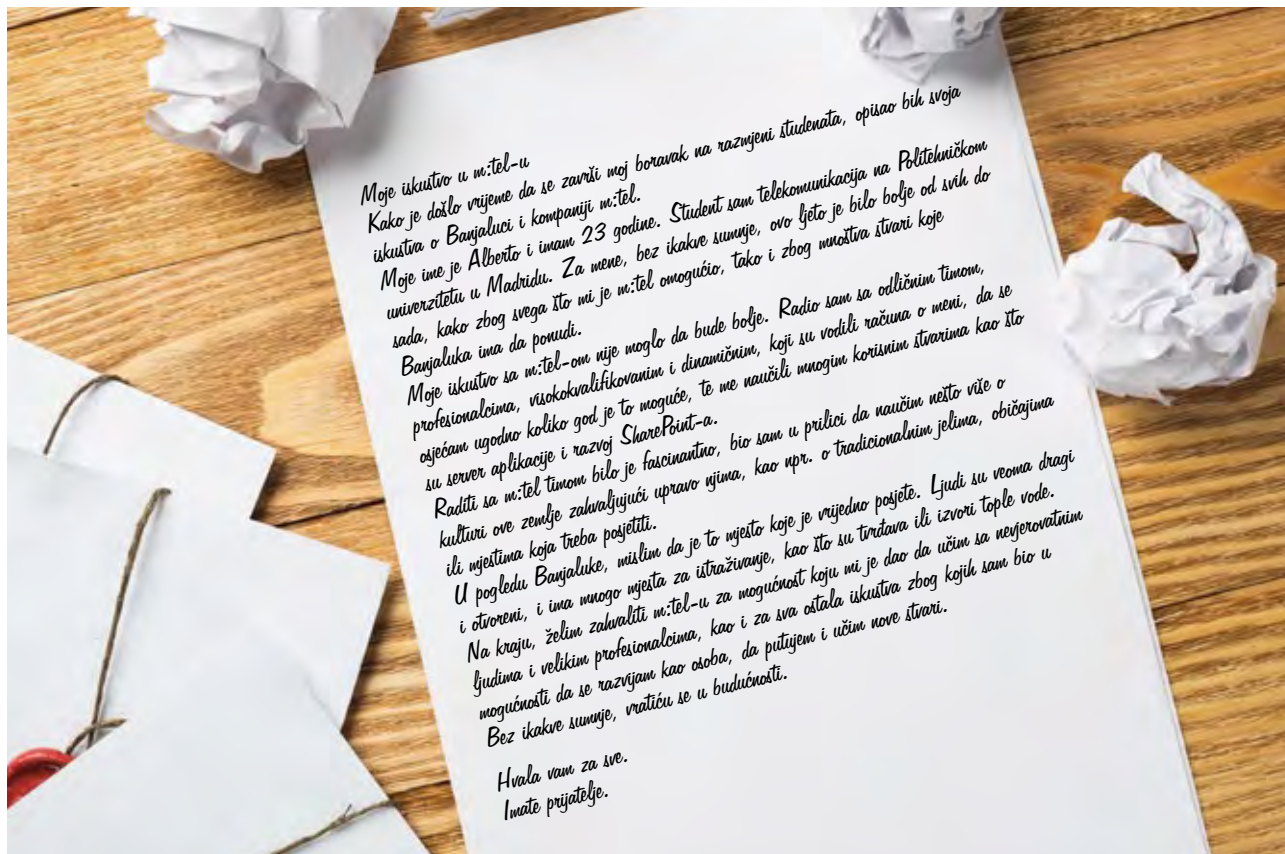 Moje iskustvo u m:tel-u
Kako je došlo vrijeme da se završi moj boravak na razmjeni studenata, opisao bih svoja
iskustva o Banjaluci i kompaniji m:tel.
Moje ime je Alberto i imam 23 godine. Student sam telekomunikacija na Politehničkom
univerzitetu u Madridu. Za mene, bez ikakve sumnje, ovo ljeto je bilo bolje od svih do
sada, kako zbog svega što mi je m:tel omogućio, tako i zbog mnoštva stvari koje
Banjaluka ima da ponudi.
Moje iskustvo sa m:tel-om nije moglo da bude bolje. Radio sam sa odličnim timom,
profesionalcima, visokokvalifikovanim i dinamičnim, koji su vodili računa o meni, da se
osjećam ugodno koliko god je to moguće, te me naučili mnogim korisnim stvarima kao što
su server aplikacije i razvoj SharePoint-a.
Raditi sa m:tel timom bilo je fascinantno, bio sam u prilici da naučim nešto više o
kulturi ove zemlje zahvaljujući upravo njima, kao npr. o tradicionalnim jelima, običajima
ili mjestima koja treba posjetiti.
U pogledu Banjaluke, mislim da je to mjesto koje je vrijedno posjete. Ljudi su veoma dragi
i otvoreni, i ima mnogo mjesta za istraživanje, kao što su tvrđava ili izvori tople vode.
Na kraju, želim zahvaliti m:tel-u za mogućnost koju mi je dao da učim sa nevjerovatnim
ljudima i velikim profesionalcima, kao i za sva ostala iskustva zbog kojih sam bio u
mogućnosti da se razvijam kao osoba, da putujem i učim nove stvari.
Bez ikakve sumnje, vratiću se u budućnosti.
Hvala vam za sve.
Imate prijatelje.